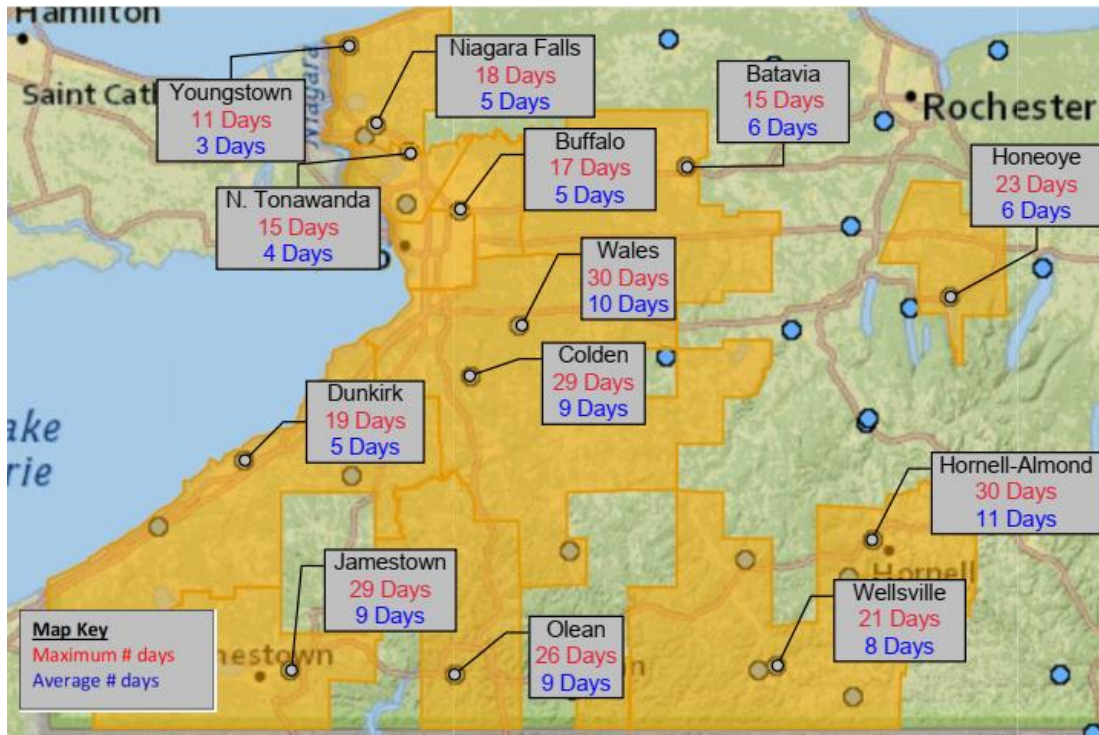 Hamilton
Saint Cath
Niagara
Youngstown
11 Days
3 Days
Niagara Falls
18 Days
5 Days
Batavia
15 Days
6 Days
Rochester
Buffalo
17 Days
5 Days
Honeoye
23 Days
6 Days
N. Tonawanda
15 Days
4 Days
Wales
30 Days
10 Days
Colden
29 Days
9 Days
Dunkirk
19 Days
5 Days
ake
rie
Hornell-Almond
30 Days
11 Days
Hornell
Jamestown
29 Days
9 Days
Wellsville
21 Days
8 Days
Olean
26 Days
9 Days
Map Key
Maximum # days
Average # days
nestown
n